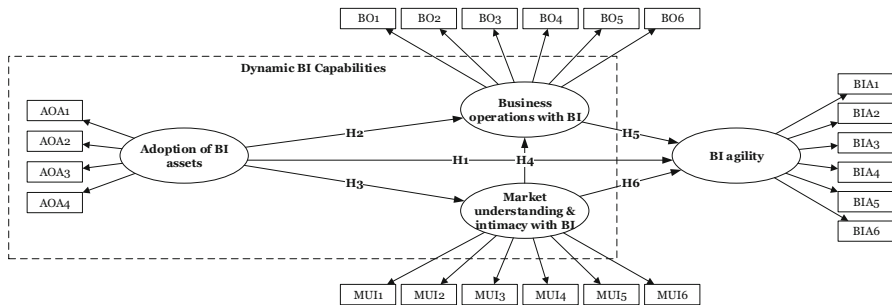 BO1 BO2 BO3 BO4 BO5 BO6
Dynamic BI Capabilities
AOA1
AOA2
AOA3
AOA4
Adoption of BI
assets
H2
H1
H3
H4
Business
operations with BI
Market
understanding &
intimacy with BI
H5
H6
BI agility
BIA1
BIA2
BIA3
BIA4
BIA5
BIA6
MUI1 MUI2 MUI3 MUI4 MUI5 MUI6